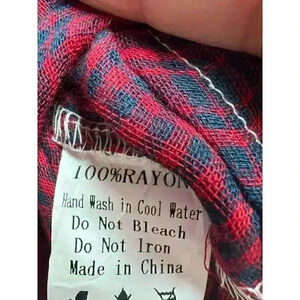 100%RAYON
Hand Wash in Cool Water
Do Not Bleach
Do Not Iron
Made in China